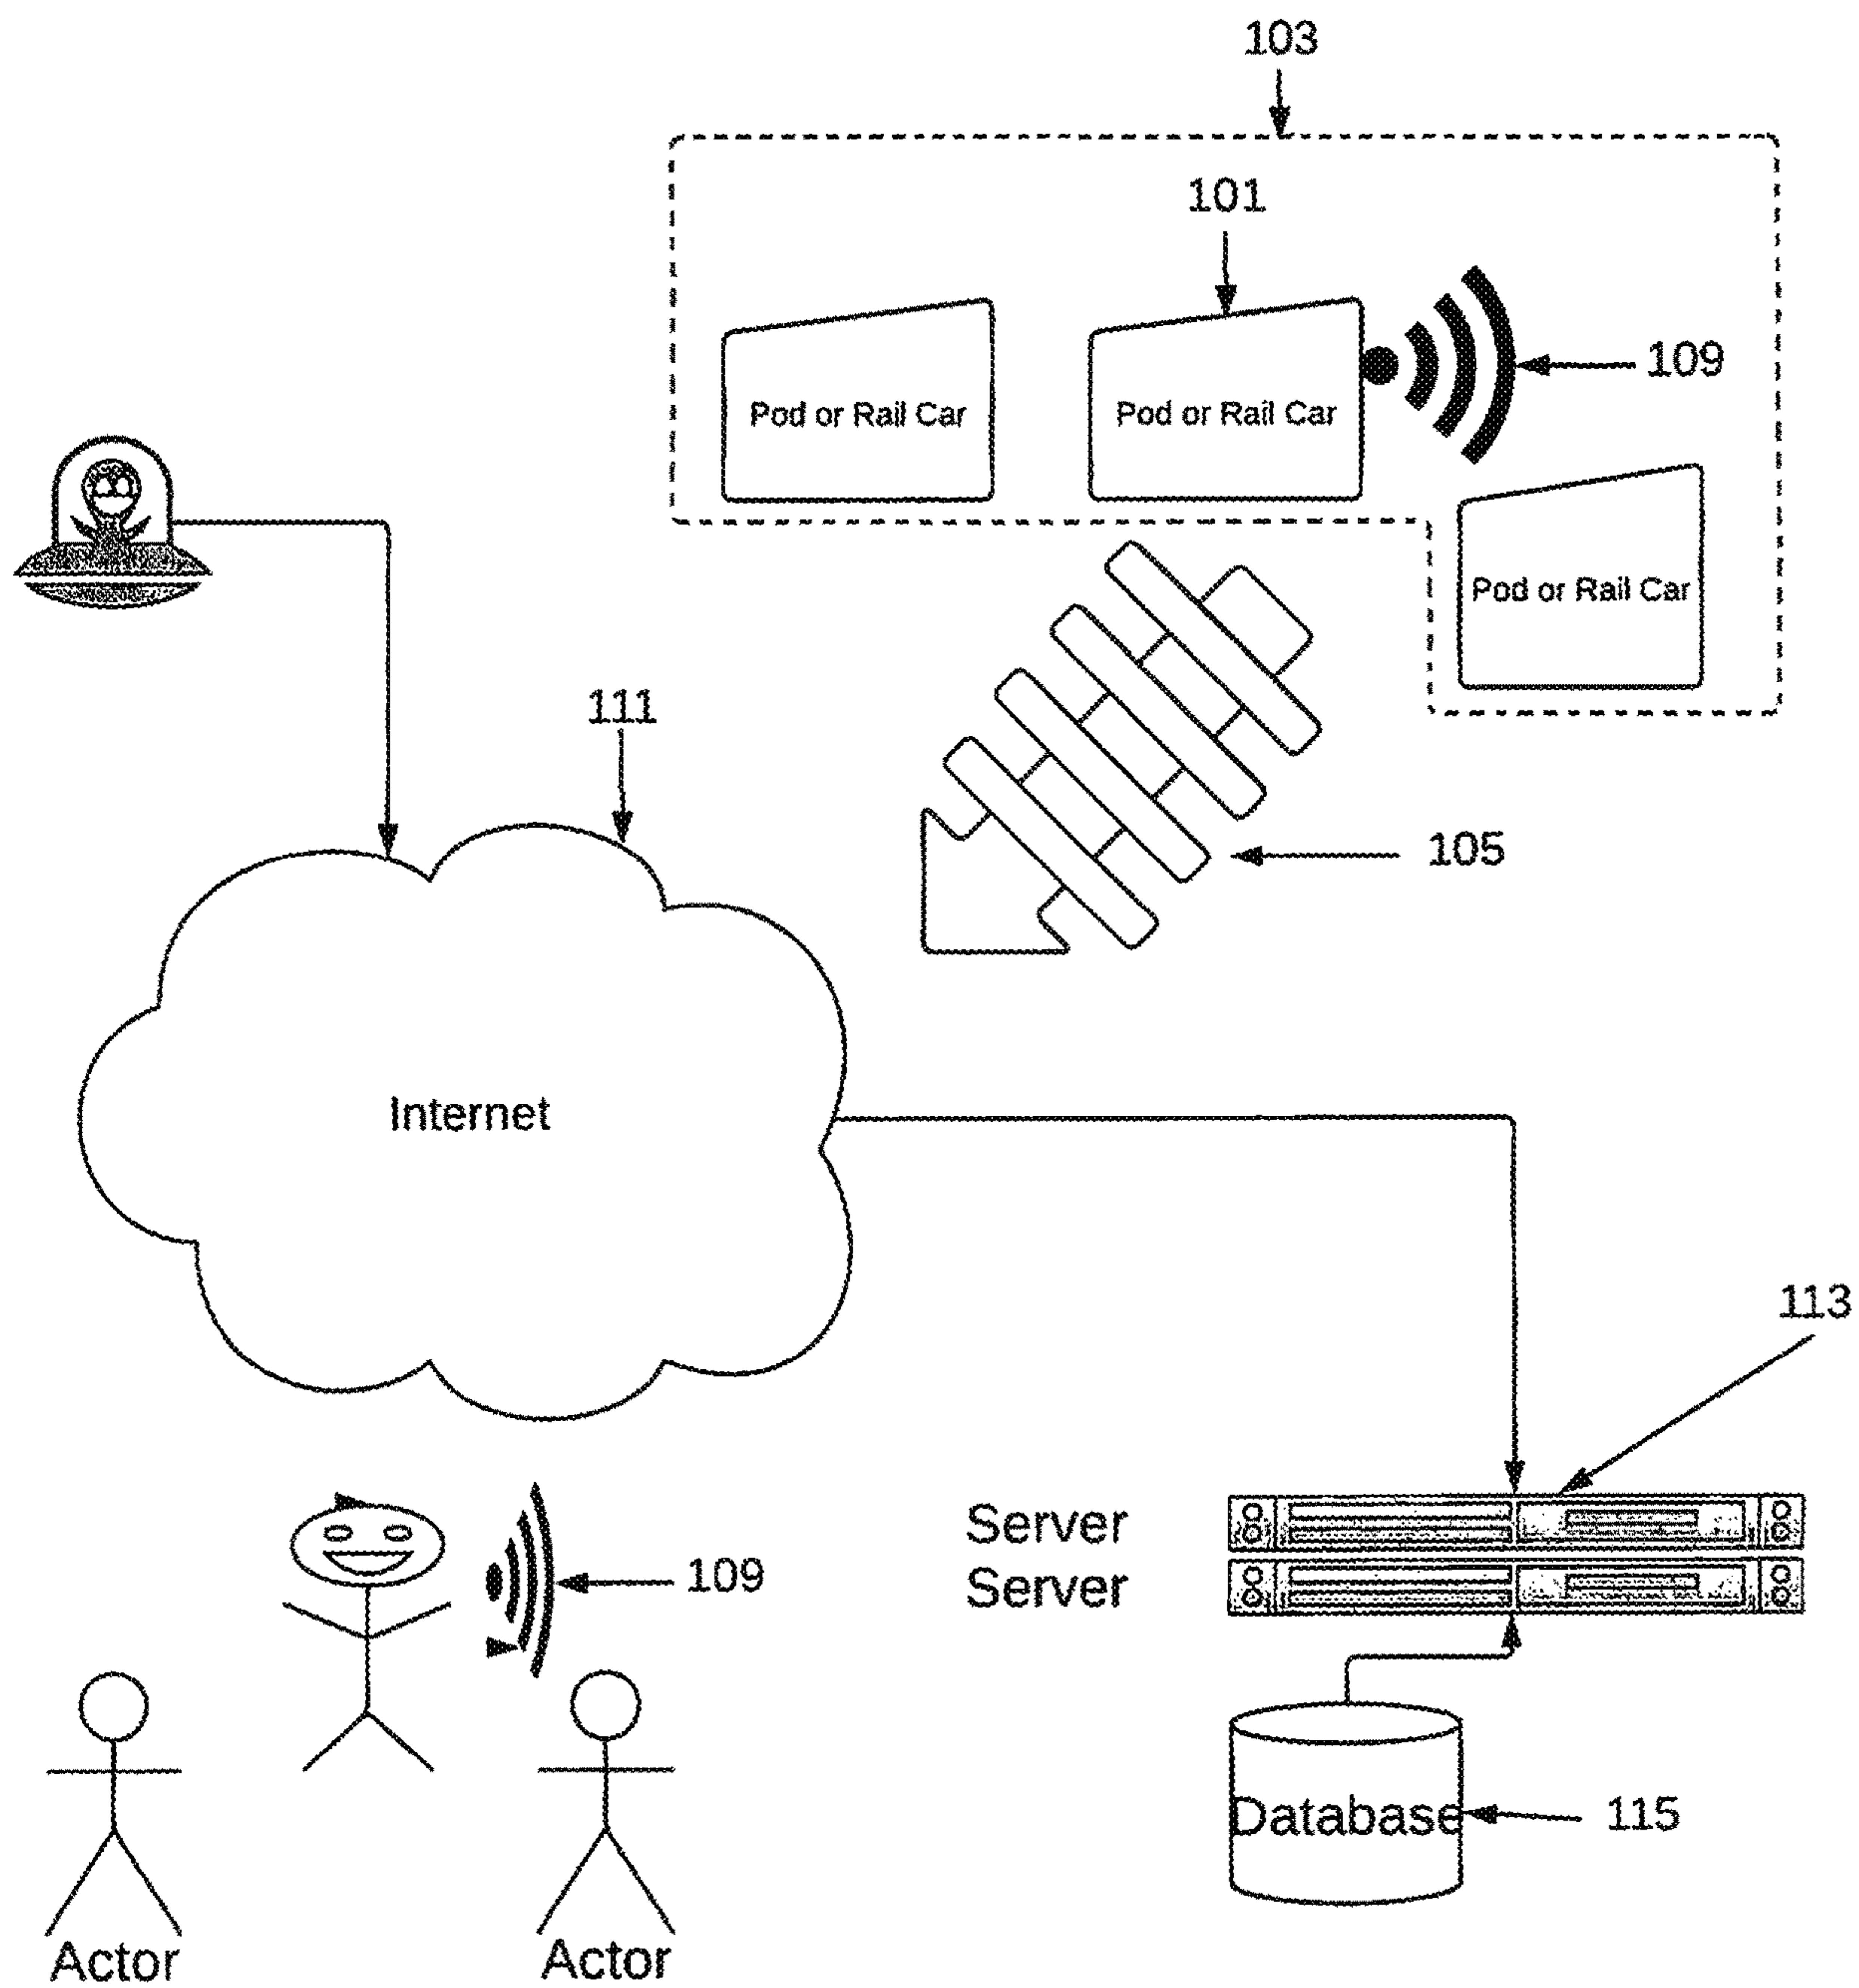 103
101
109
Pod or Rail Car
Pod or Rail Car
Pod or Rail Car
111
105
Internet
113
Server
Server
109
Database
115
Actor
Actor